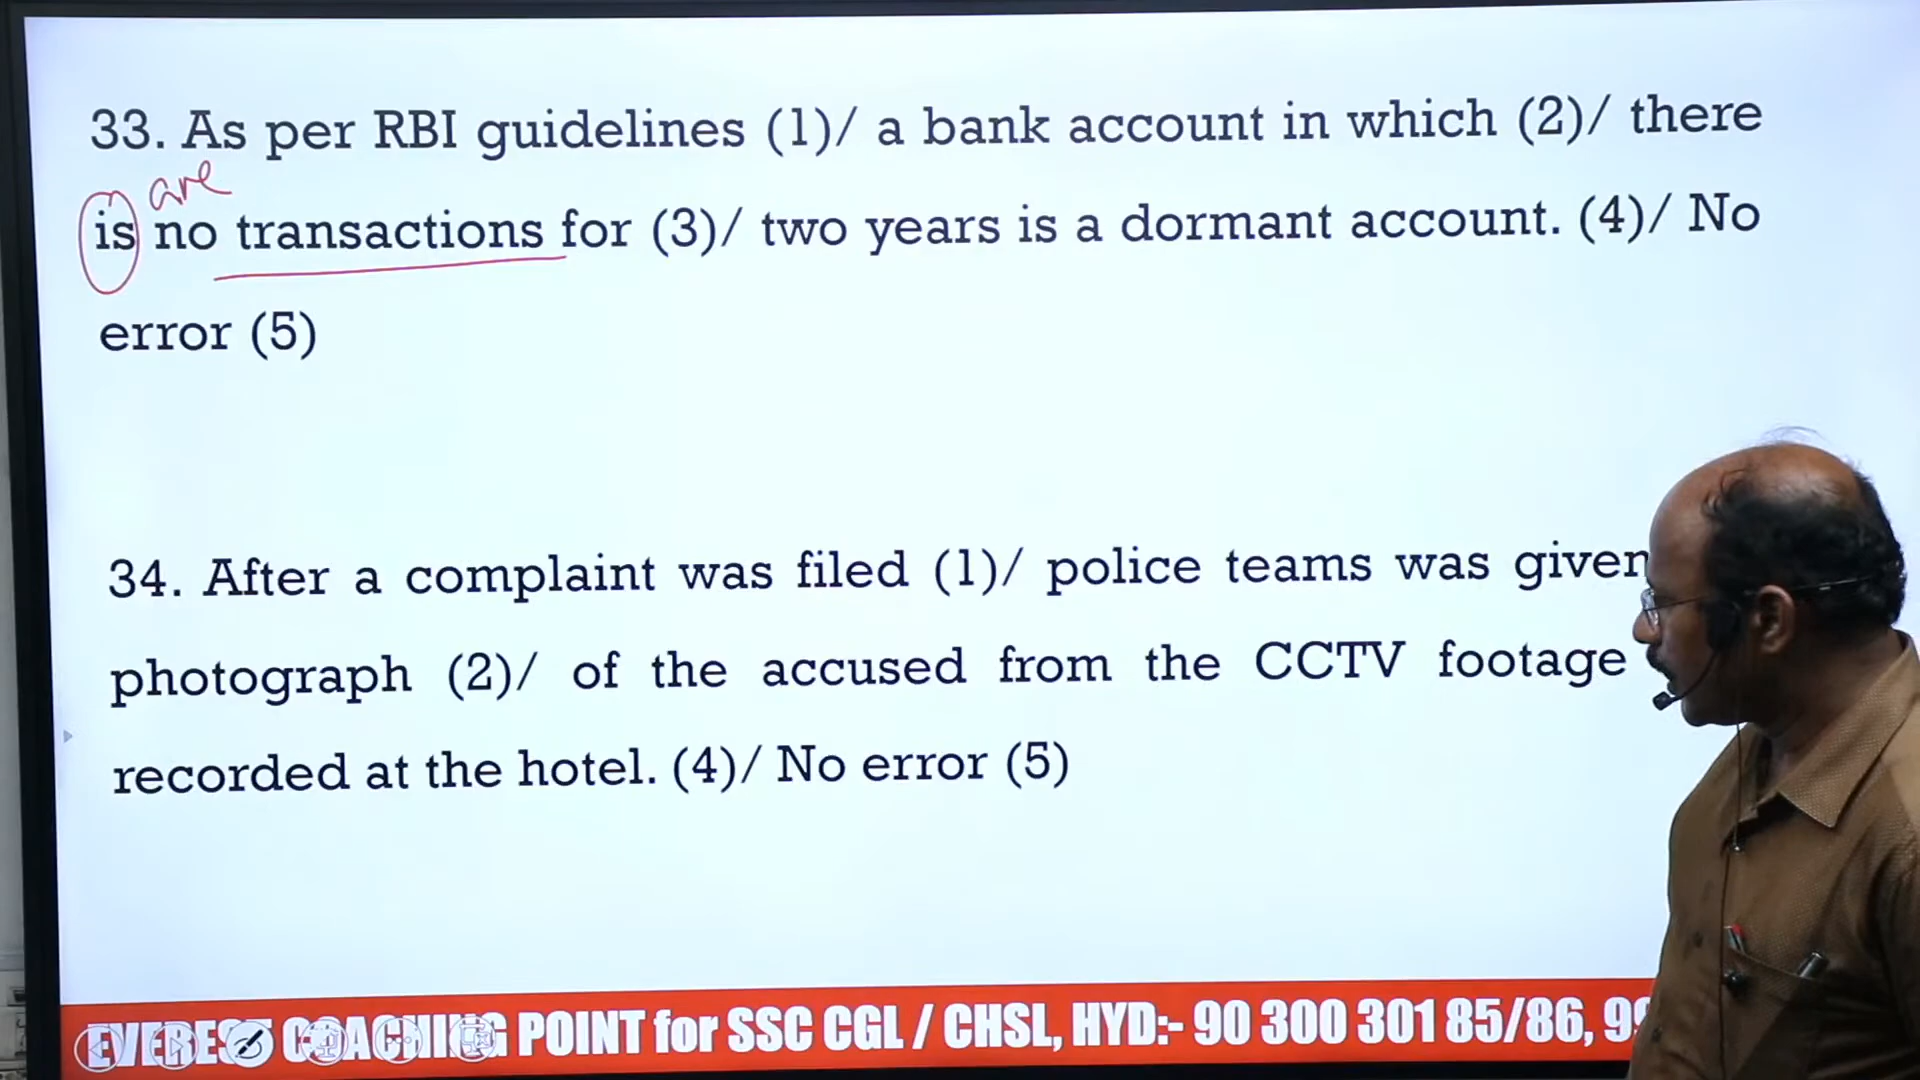 33. As per RBI guidelines (1)/ a bank account in which (2)/ there
are
is no transactions for (3)/ two years is a dormant account. (4)/ No
error (5)
34. After a complaint was filed (1)/ police teams was given
photograph (2)/ of the accused from the CCTV footage
recorded at the hotel. (4)/ No error (5)
EVEREST COACHING POINT for SSC CGL / CHSL, HYD:- 90 300 301 85/86,